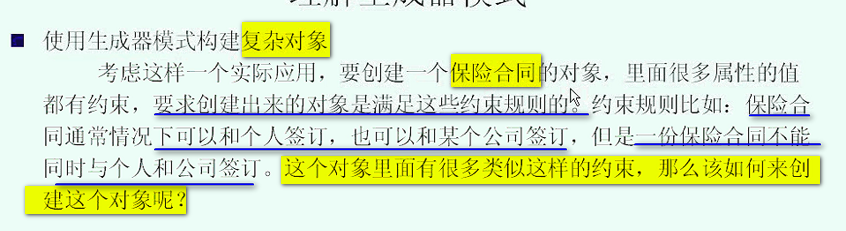 理解生成器模式
使用生成器模式构建复杂对象
考虑这样一个实际应用，要创建一个保险合同的对象，里面很多属性的值
都有约束，要求创建出来的对象是满足这些约束规则的。约束规则比如：保险合
同通常情况下可以和个人签订，也可以和某个公司签订，但是一份保险合同不能
同时与个人和公司签订。这个对象里面有很多类似这样的约束，那么该如何来创
建这个对象呢？